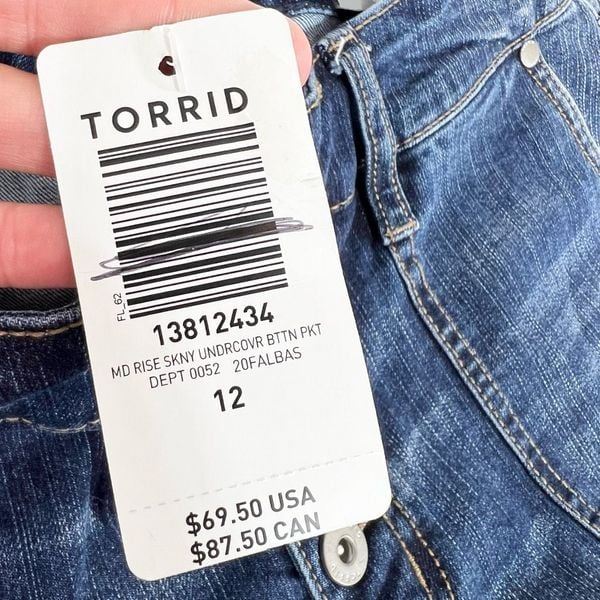 TORRID
FL_62
13812434
MD RISE SKNY UNDRCOVR BTTN PKT
DEPT 0052 20FALBAS
12
$69.50 USA
$87.50 CAN